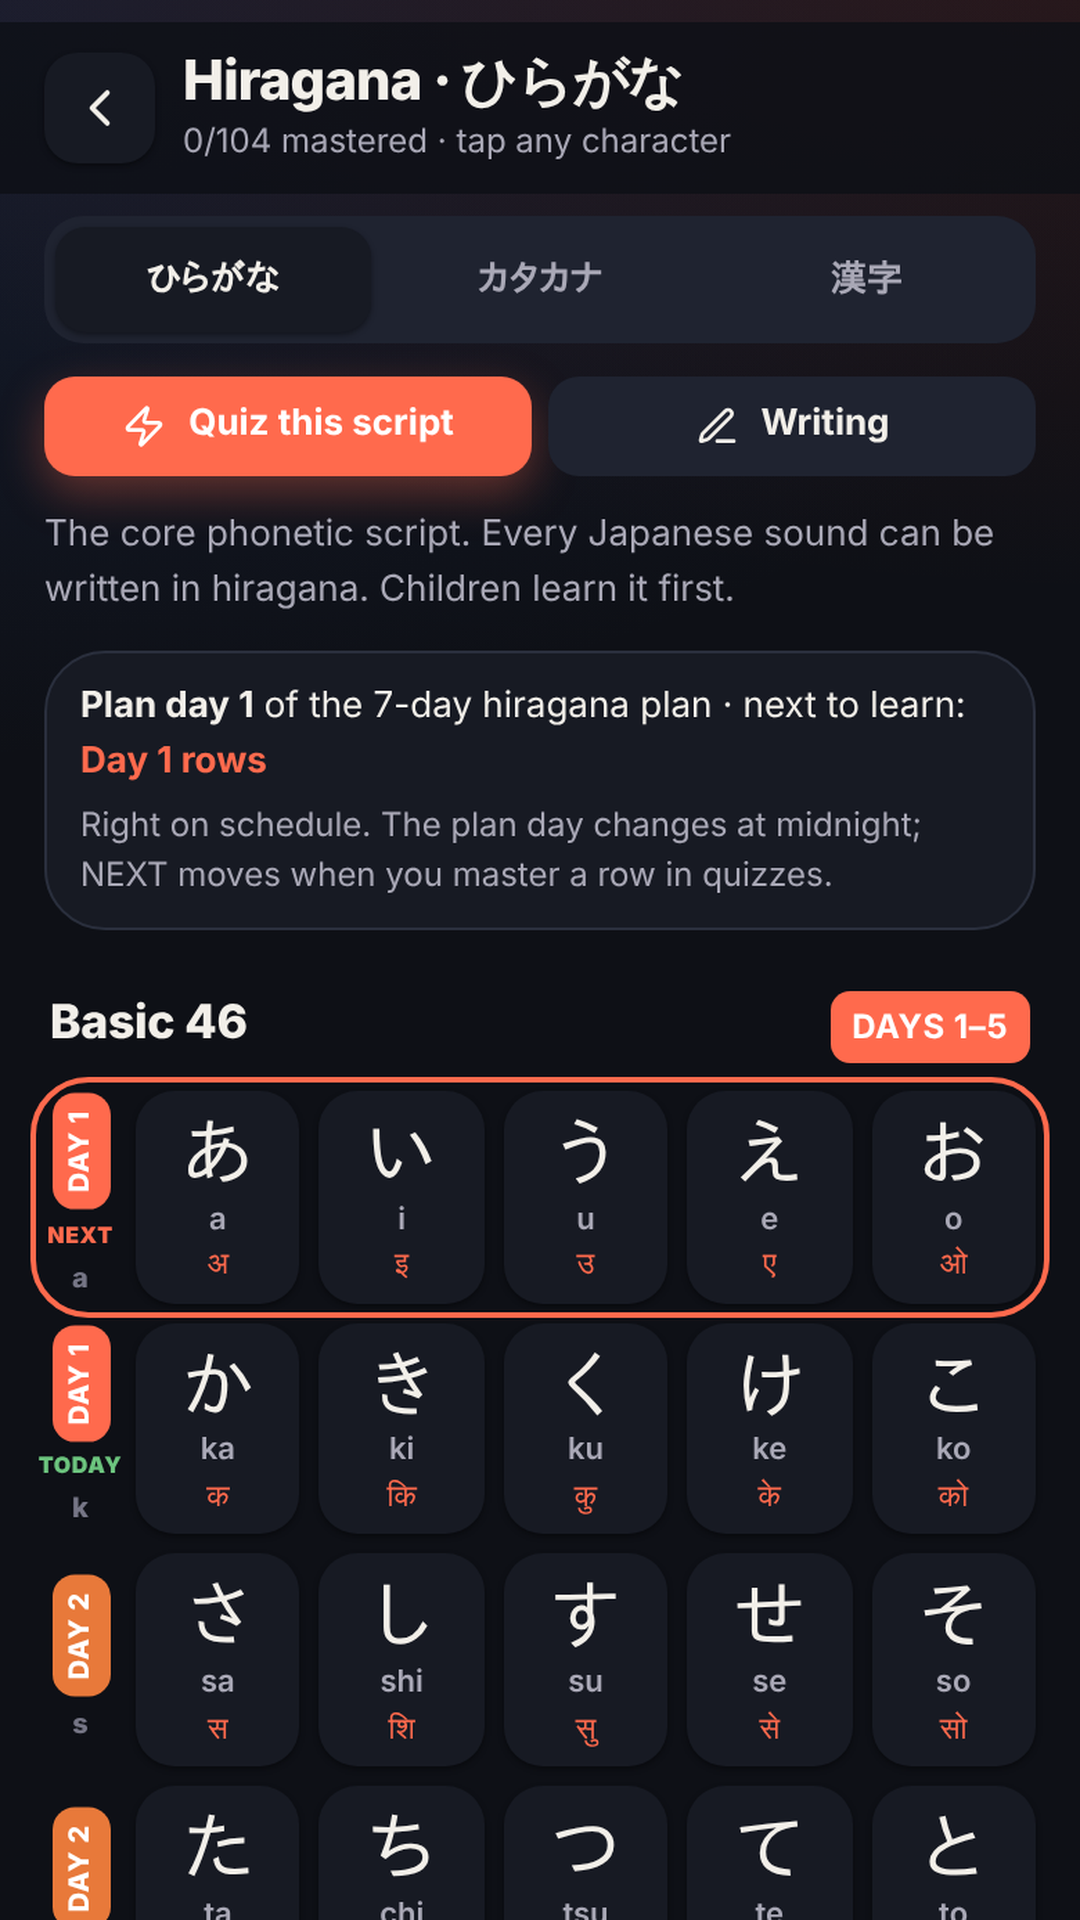 Hiragana · ひらがな
0/104 mastered · tap any character
ひらがな カタカナ 漢字
Quiz this script Writing
The core phonetic script. Every Japanese sound can be
written in hiragana. Children learn it first.
Plan day 1 of the 7-day hiragana plan · next to learn:
Day 1 rows
Right on schedule. The plan day changes at midnight;
NEXT moves when you master a row in quizzes.
Basic 46 DAYS 1–5
DAY 1 あ い う え お
NEXT a i u e o
a अ इ उ ए ओ
DAY 1 か き く け こ
TODAY ka ki ku ke ko
k क कि कु के को
DAY 2 さ し す せ そ
sa shi su se so
s स शि सु से सो
DAY 2 た ち つ て と
ta chi tsu te to